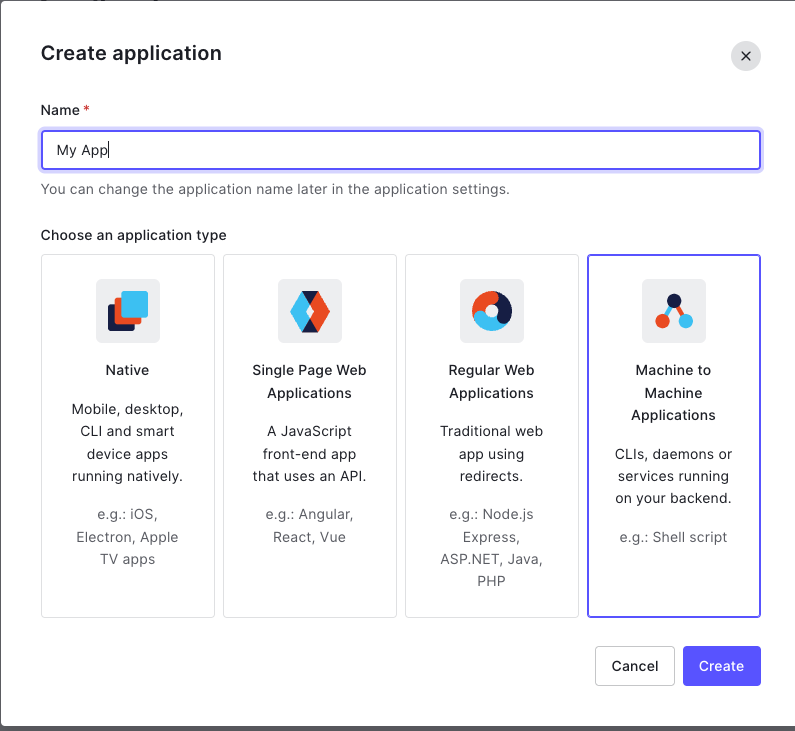 Create application
Name *
My App
You can change the application name later in the application settings.
Choose an application type
Native
Mobile, desktop,
CLI and smart
device apps
running natively.
e.g.: iOS,
Electron, Apple
TV apps
Single Page Web
Applications
A JavaScript
front-end app
that uses an API.
e.g.: Angular,
React, Vue
Regular Web
Applications
Traditional web
app using
redirects.
e.g.: Node.js
Express,
ASP.NET, Java,
PHP
Machine to
Machine
Applications
CLIs, daemons or
services running
on your backend.
e.g.: Shell script
Cancel
Create